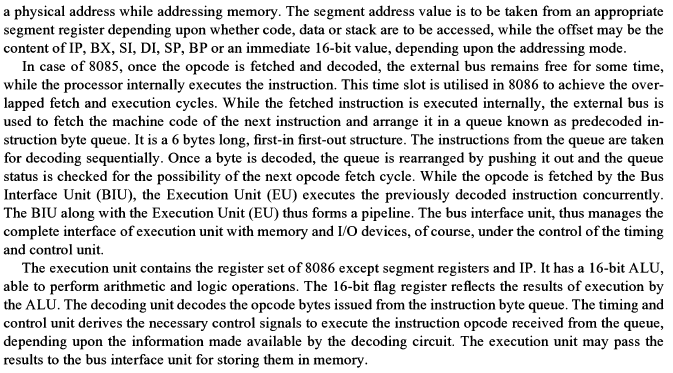 a physical address while addressing memory. The segment address value is to be taken from an appropriate
segment register depending upon whether code, data or stack are to be accessed, while the offset may be the
content of IP, BX, SI, DI, SP, BP or an immediate 16-bit value, depending upon the addressing mode.
In case of 8085, once the opcode is fetched and decoded, the external bus remains free for some time,
while the processor internally executes the instruction. This time slot is utilised in 8086 to achieve the over-
lapped fetch and execution cycles. While the fetched instruction is executed internally, the external bus is
used to fetch the machine code of the next instruction and arrange it in a queue known as predecoded in-
struction byte queue. It is a 6 bytes long, first-in first-out structure. The instructions from the queue are taken
for decoding sequentially. Once a byte is decoded, the queue is rearranged by pushing it out and the queue
status is checked for the possibility of the next opcode fetch cycle. While the opcode is fetched by the Bus
Interface Unit (BIU), the Execution Unit (EU) executes the previously decoded instruction concurrently.
The BIU along with the Execution Unit (EU) thus forms a pipeline. The bus interface unit, thus manages the
complete interface of execution unit with memory and I/O devices, of course, under the control of the timing
and control unit.
The execution unit contains the register set of 8086 except segment registers and IP. It has a 16-bit ALU,
able to perform arithmetic and logic operations. The 16-bit flag register reflects the results of execution by
the ALU. The decoding unit decodes the opcode bytes issued from the instruction byte queue. The timing and
control unit derives the necessary control signals to execute the instruction opcode received from the queue,
depending upon the information made available by the decoding circuit. The execution unit may pass the
results to the bus interface unit for storing them in memory.